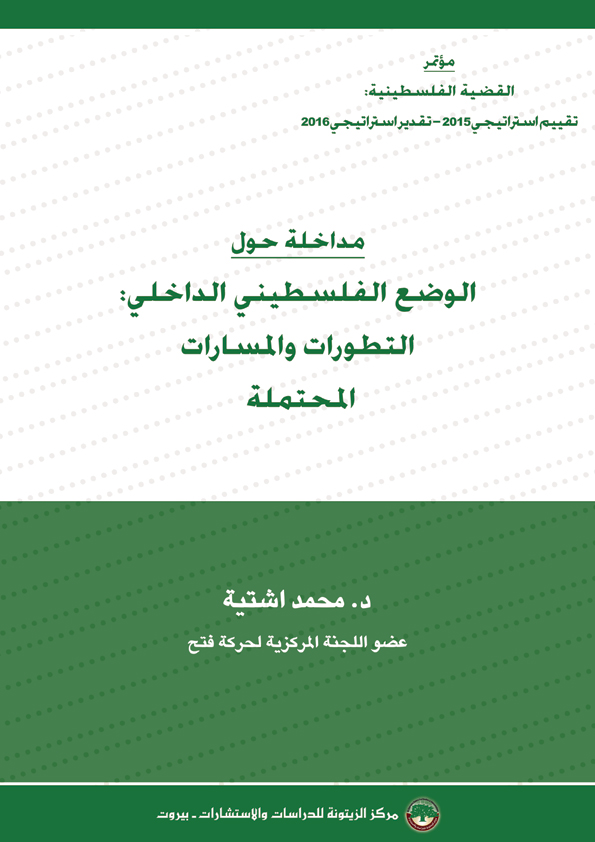 مؤتمر
القضية الفلسطينية:
تقييم استراتيجي 2015 – تقدير استراتيجي 2016
مداخلة حول
الوضع الفلسطيني الداخلي:
التطورات والمسارات
المحتملة
د. محمد اشتية
عضو اللجنة المركزية لحركة فتح
مركز الزيتونة للدراسات والاستشارات - بيروت